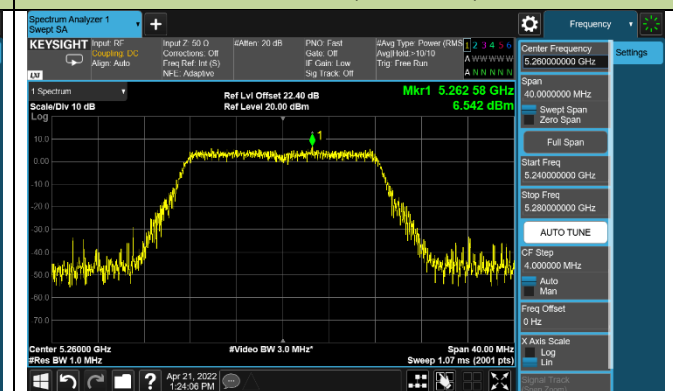 Spectrum Analyzer 1
Swept SA
Frequency
KEYSIGHT
Input: RF
Coupling: DC
Align: Auto
Input Z: 50 Ω
Corrections: Off
Freq Ref: Int (S)
NFE: Adaptive
#Atten: 20 dB
PNO: Fast
Gate: Off
IF Gain: Low
Sig Track: Off
#Avg Type: Power (RMS
Avg|Hold:>10/10
Trig: Free Run
1 2 3 4 5 6
A W W W W W
A N N N N N
LXI
1 Spectrum
Scale/Div 10 dB
Log
Ref Lvl Offset 22.40 dB
Ref Level 20.00 dBm
Mkr1 5.262 58 GHz
6.542 dBm
1
10.0
0.00
-10.0
-20.0
-30.0
-40.0
-50.0
-60.0
-70.0
Center 5.26000 GHz
#Res BW 1.0 MHz
#Video BW 3.0 MHz*
Span 40.00 MHz
Sweep 1.07 ms (2001 pts)
Apr 21, 2022
1:24:06 PM
Center Frequency
5.260000000 GHz
Settings
Span
40.0000000 MHz
Swept Span
Zero Span
Full Span
Start Freq
5.240000000 GHz
Stop Freq
5.280000000 GHz
AUTO TUNE
CF Step
4.000000 MHz
Auto
Man
Freq Offset
0 Hz
X Axis Scale
Log
Lin
Signal Track
(Span Zoom)